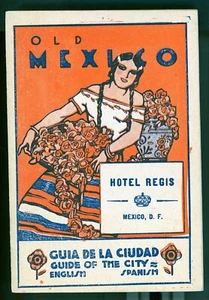 OLD
MEXICO
HOTEL REGIS
MEXICO, D. F.
GUIA DE LA CIUDAD
GUIDE OF THE CITY
ENGLISH SPANISH